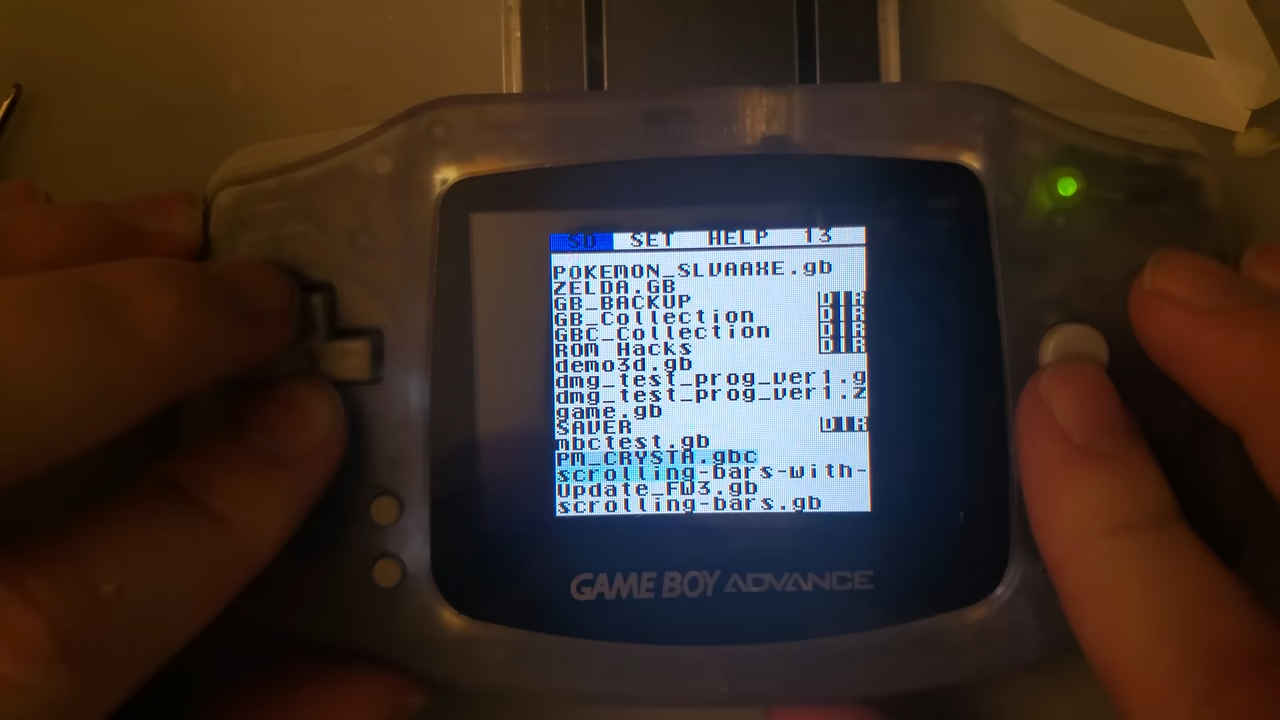 SD SET HELP 13
POKEMON_SLVAAXE.gb
ZELDA.GB
GB_BACKUP DIR
GB_Collection DIR
GBC_Collection DIR
ROM Hacks DIR
demo3d.gb
dmg_test_prog_ver1.g
dmg_test_prog_ver1.z
game.gb
SAVER DIR
mbctest.gb
PM_CRYSTA.gbc
scrolling-bars-with-
Update_FW3.gb
scrolling-bars.gb
GAME BOY ADVANCE